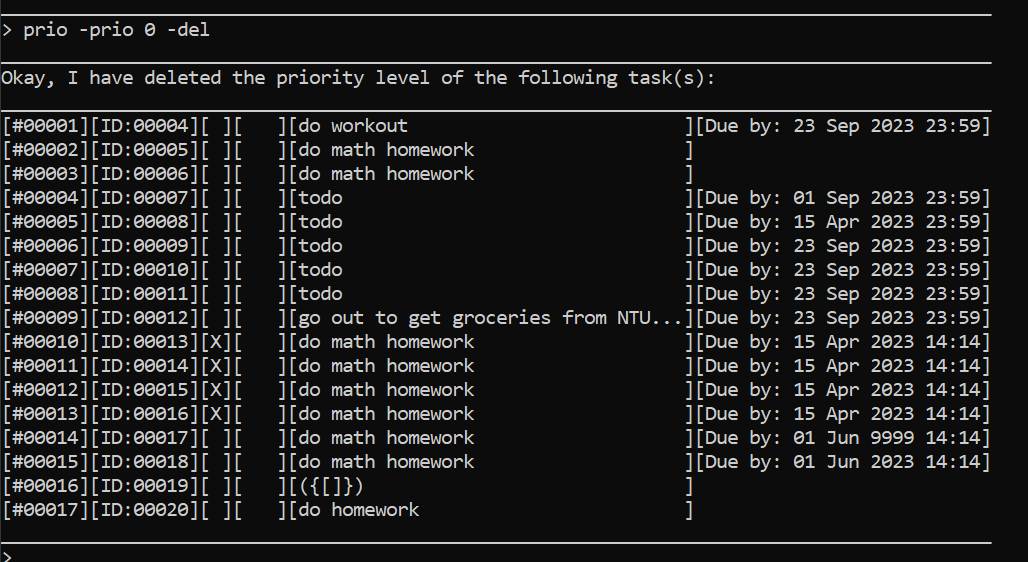 > prio -prio 0 -del
Okay, I have deleted the priority level of the following task(s):
[#00001][ID:00004][ ][   ][do workout                         ][Due by: 23 Sep 2023 23:59]
[#00002][ID:00005][ ][   ][do math homework                   ]
[#00003][ID:00006][ ][   ][do math homework                   ]
[#00004][ID:00007][ ][   ][todo                               ][Due by: 01 Sep 2023 23:59]
[#00005][ID:00008][ ][   ][todo                               ][Due by: 15 Apr 2023 23:59]
[#00006][ID:00009][ ][   ][todo                               ][Due by: 23 Sep 2023 23:59]
[#00007][ID:00010][ ][   ][todo                               ][Due by: 23 Sep 2023 23:59]
[#00008][ID:00011][ ][   ][todo                               ][Due by: 23 Sep 2023 23:59]
[#00009][ID:00012][ ][   ][go out to get groceries from NTU...][Due by: 23 Sep 2023 23:59]
[#00010][ID:00013][X][   ][do math homework                   ][Due by: 15 Apr 2023 14:14]
[#00011][ID:00014][X][   ][do math homework                   ][Due by: 15 Apr 2023 14:14]
[#00012][ID:00015][X][   ][do math homework                   ][Due by: 15 Apr 2023 14:14]
[#00013][ID:00016][X][   ][do math homework                   ][Due by: 15 Apr 2023 14:14]
[#00014][ID:00017][ ][   ][do math homework                   ][Due by: 01 Jun 9999 14:14]
[#00015][ID:00018][ ][   ][do math homework                   ][Due by: 01 Jun 2023 14:14]
[#00016][ID:00019][ ][   ][({[]})                             ]
[#00017][ID:00020][ ][   ][do homework                        ]
>